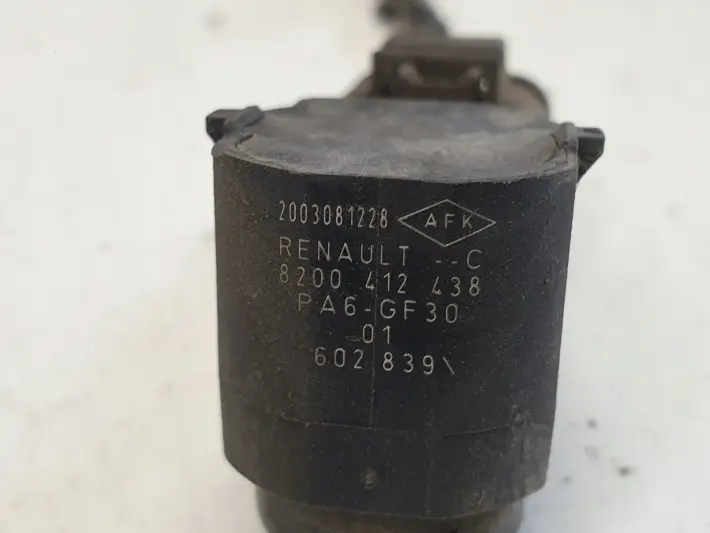 2003081228 AFK
RENAULT --C
8200 412 438
PA6-GF30
01
602 839\